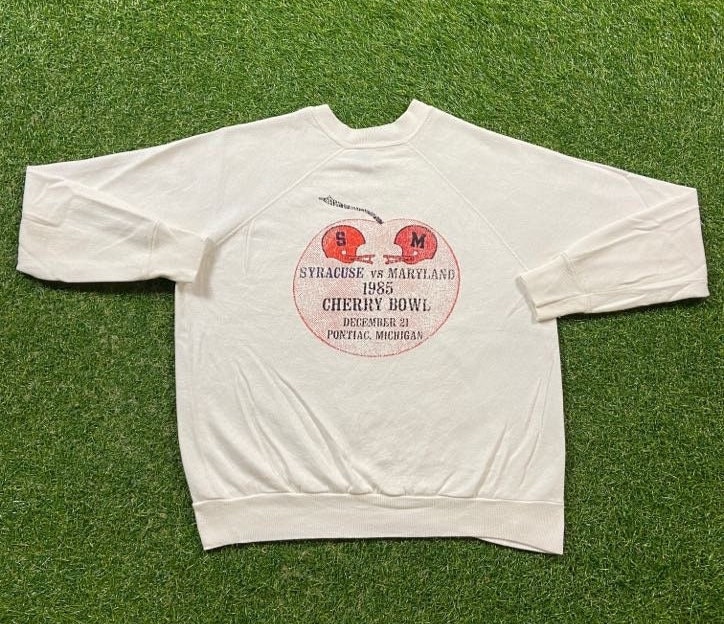 S M
SYRACUSE vs MARYLAND
1985
CHERRY BOWL
DECEMBER 21
PONTIAC, MICHIGAN